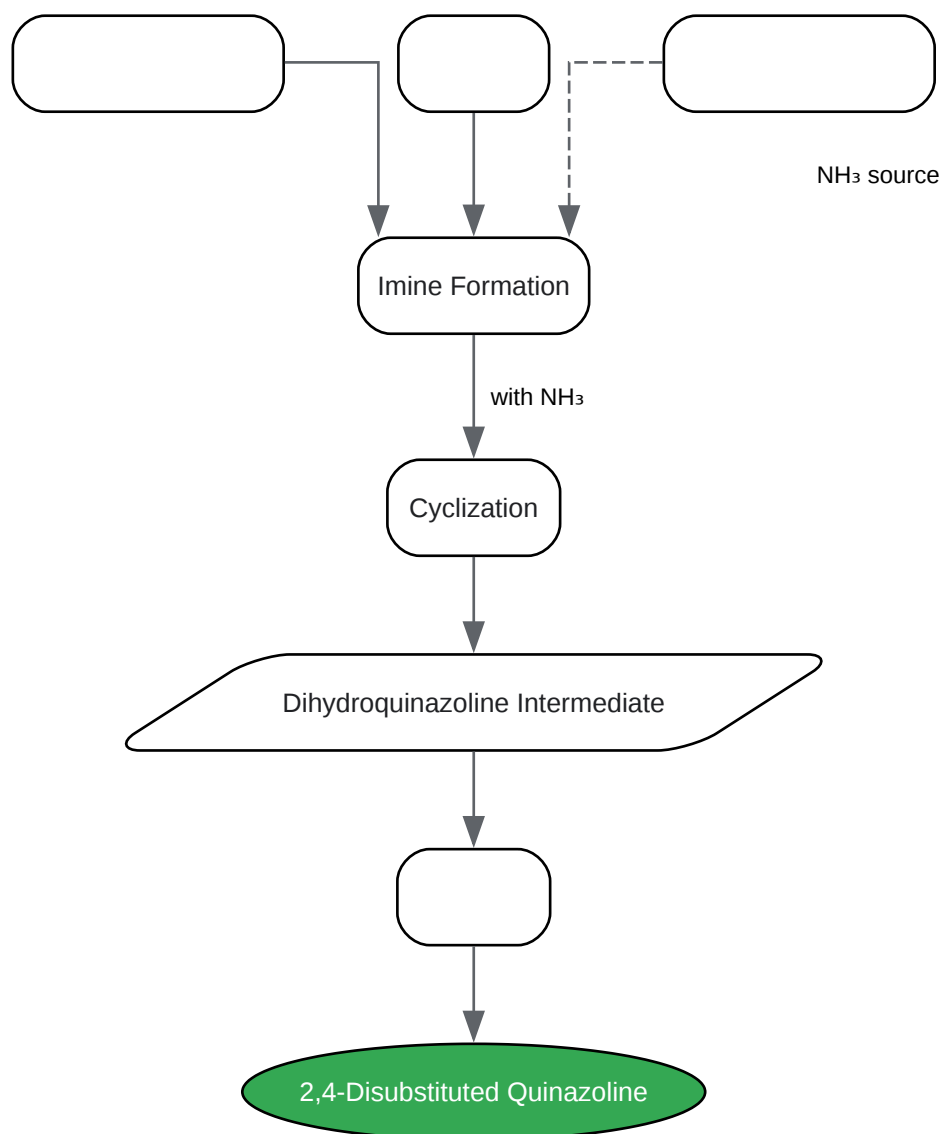 NH₃ source
Imine Formation
with NH₃
Cyclization
Dihydroquinazoline Intermediate
2,4-Disubstituted Quinazoline